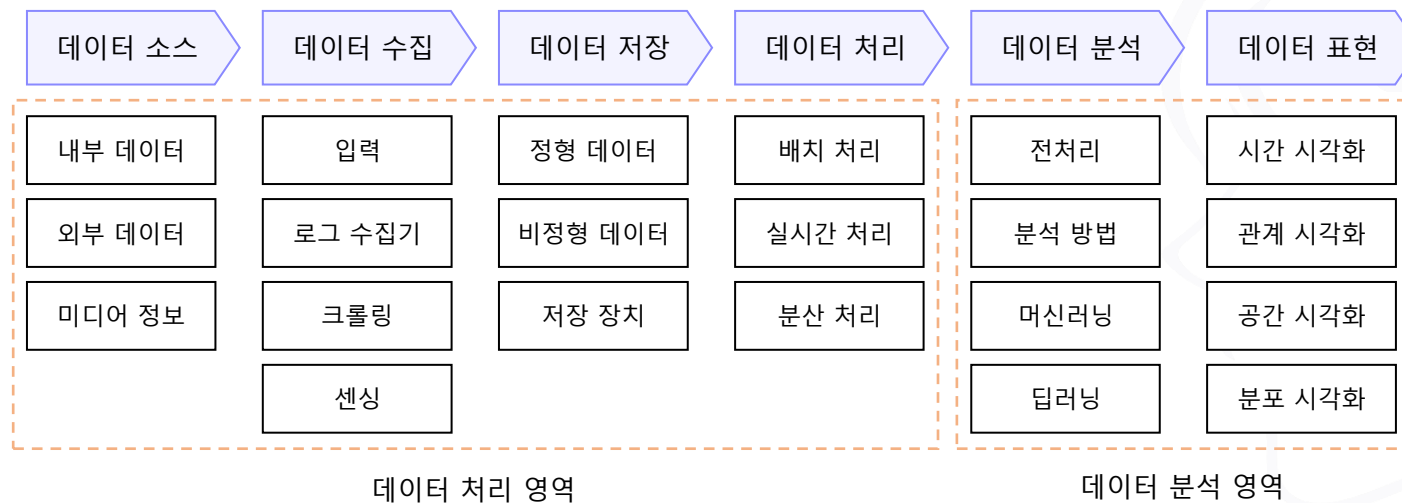 데이터 소스
데이터 수집
데이터 저장
데이터 처리
데이터 분석
데이터 표현
내부 데이터
입력
정형 데이터
배치 처리
전처리
시간 시각화
외부 데이터
로그 수집기
비정형 데이터
실시간 처리
분석 방법
관계 시각화
미디어 정보
크롤링
저장 장치
분산 처리
머신러닝
공간 시각화
센싱
딥러닝
분포 시각화
데이터 처리 영역
데이터 분석 영역